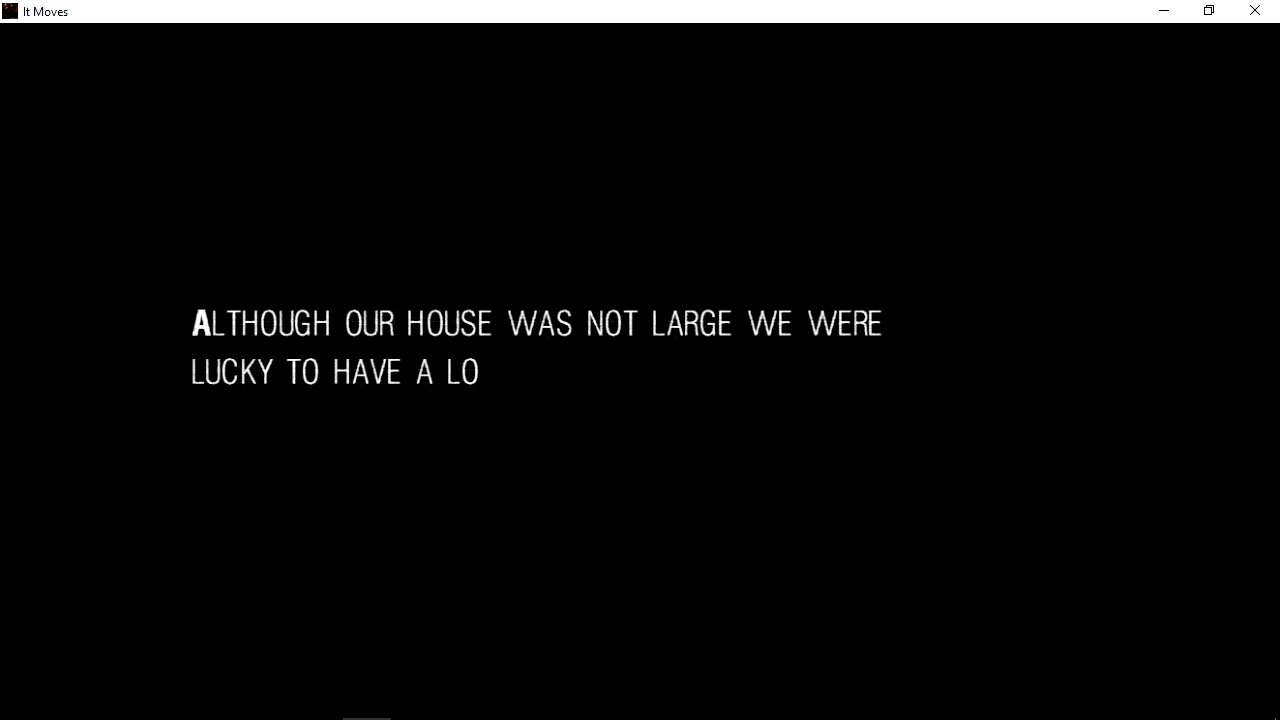 It Moves
ALTHOUGH OUR HOUSE WAS NOT LARGE WE WERE
LUCKY TO HAVE A LO